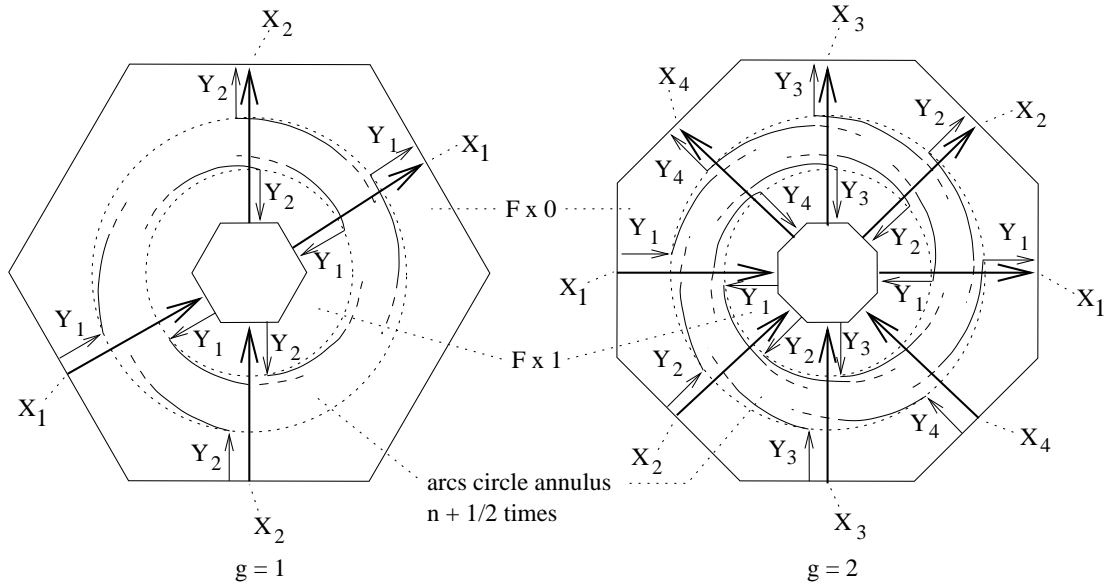 X2
X3
Y2
Y1
X1
X4
Y3
Y2
X2
Y4
Y2
F x 0
Y4
Y3
Y1
Y1
Y2
Y1
X1
Y1
Y1
X1
Y1
Y1
Y2
F x 1
Y2
Y3
Y2
X1
Y4
X4
Y2
X2
Y3
arcs circle annulus
n + 1/2 times
X2
X3
g = 1
g = 2